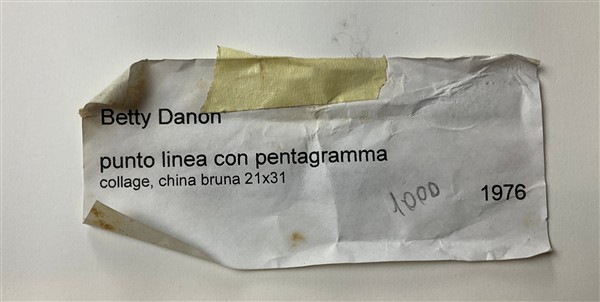 Betty Danon
punto linea con pentagramma
collage, china bruna 21x31
1000
1976